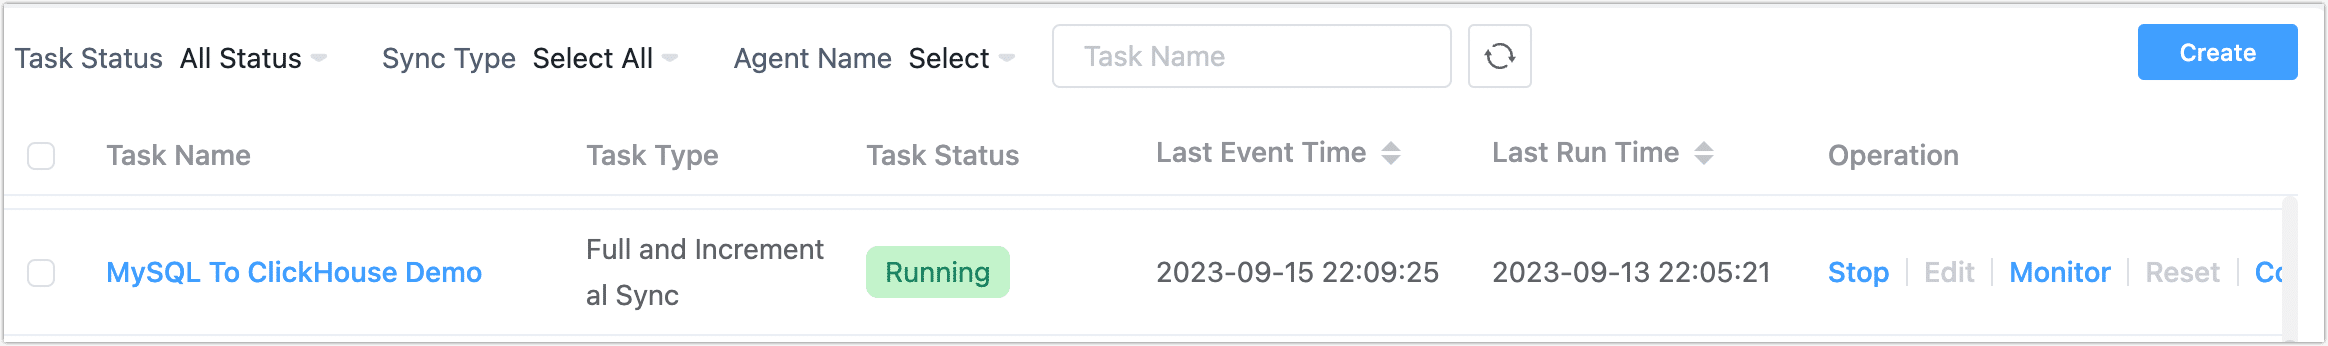 Task Status All Status Sync Type Select All Agent Name Select Task Name Create
Task Name Task Type Task Status Last Event Time Last Run Time Operation
MySQL To ClickHouse Demo Full and Increment
al Sync Running 2023-09-15 22:09:25 2023-09-13 22:05:21 Stop Edit Monitor Reset